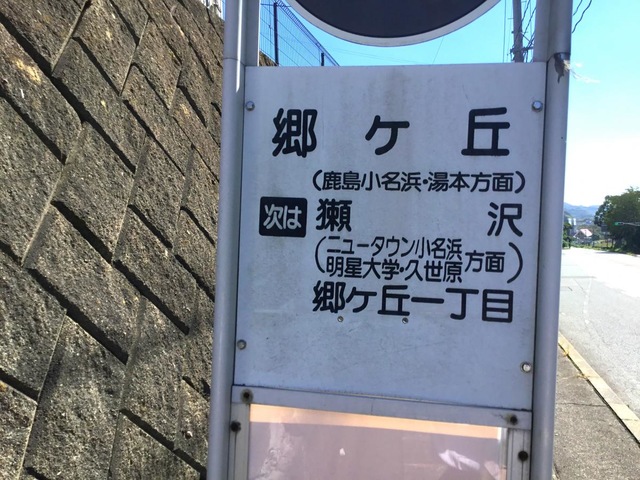 郷ヶ丘
(鹿島小名浜・湯本方面)
次は 獺沢
(ニュータウン小名浜
明星大学・久世原 方面)
郷ケ丘一丁目